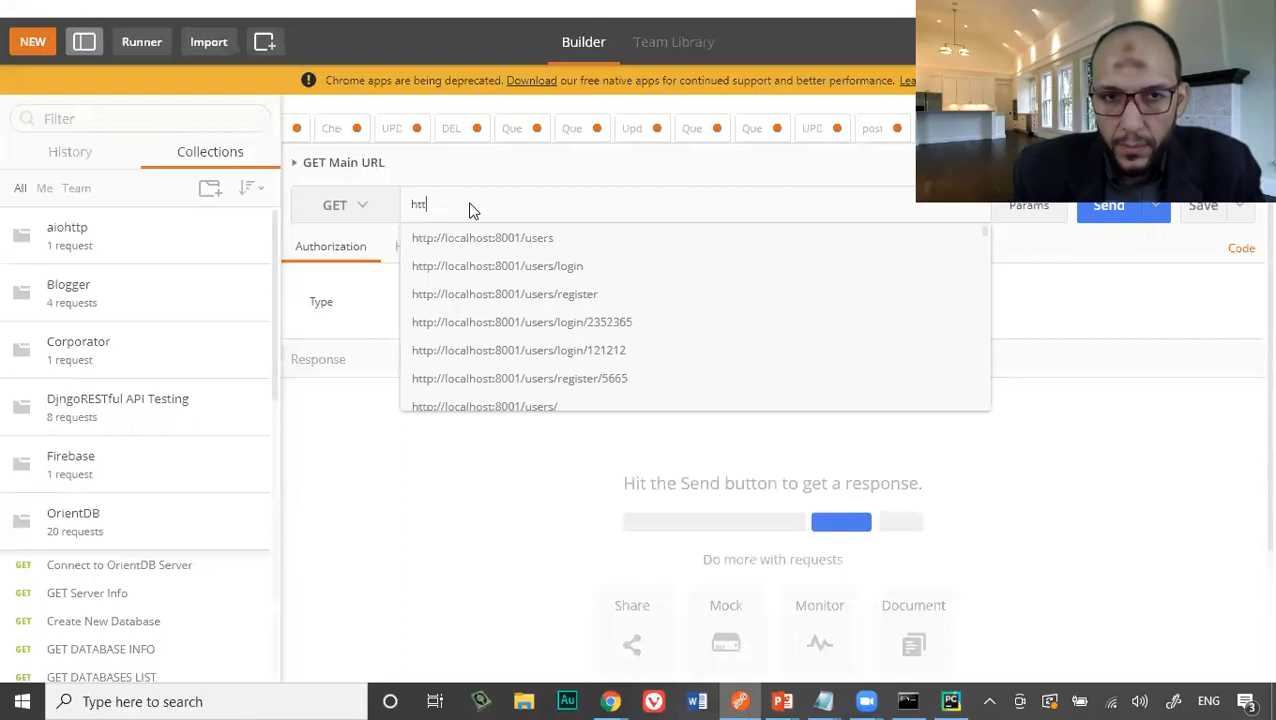 NEW
Runner
Import
Builder
Team Library
Chrome apps are being deprecated. Download our free native apps for continued support and better performance. Lea
Filter
History
Collections
All
Me
Team
aiohttp
1 request
Blogger
4 requests
Corporator
1 request
DjngoRESTful API Testing
8 requests
Firebase
1 request
OrientDB
20 requests
GET Connect to OrientDB Server
GET GET Server Info
GET Create New Database
GET GET DATABASE INFO
GET GET DATABASES LIST
Che
UPD
DEL
Que
Que
Upd
Que
Que
UPD
post
GET Main URL
GET
htt
Params
Send
Save
http://localhost:8001/users
http://localhost:8001/users/login
http://localhost:8001/users/register
http://localhost:8001/users/login/2352365
http://localhost:8001/users/login/121212
http://localhost:8001/users/register/5665
http://localhost:8001/users/
Authorization
H
Code
Type
Response
Hit the Send button to get a response.
Do more with requests
Share
Mock
Monitor
Document
Type here to search
ENG
3